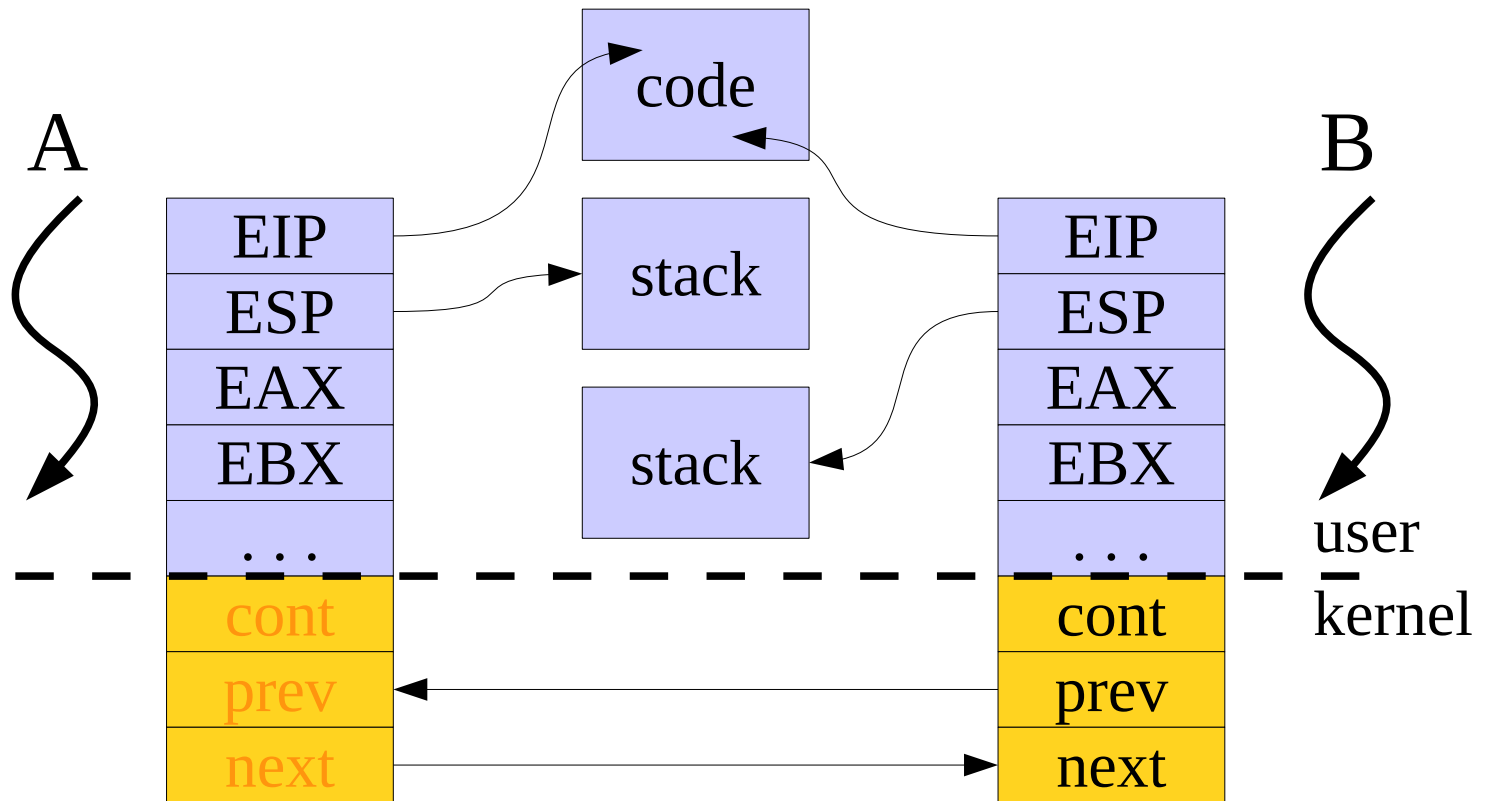 code
A
B
EIP
ESP
EAX
EBX
. . .
cont
prev
next
stack
stack
EIP
ESP
EAX
EBX
. . .
cont
prev
next
user
kernel